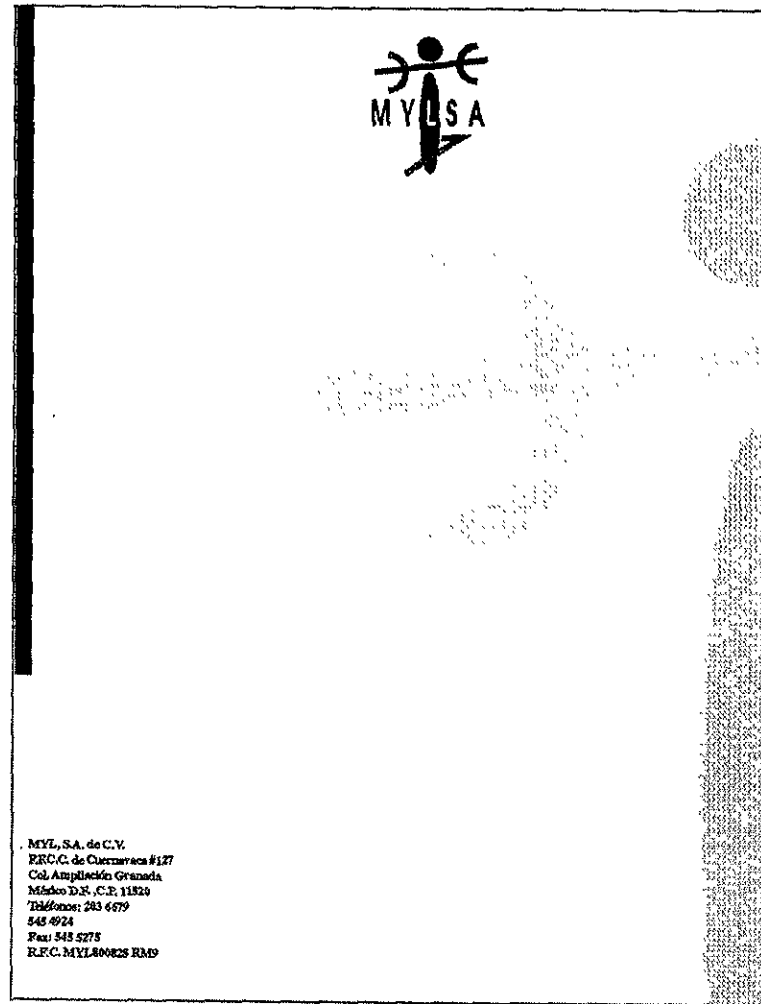 MYLSA
MYL, S.A. de C.V.
F.F.C.C. de Cuernavaca #127
Col. Ampliación Granada
México D.F., C.P. 11520
Teléfonos: 203 6679
545 4924
Fax: 545 5275
R.F.C. MYL800825 RM9